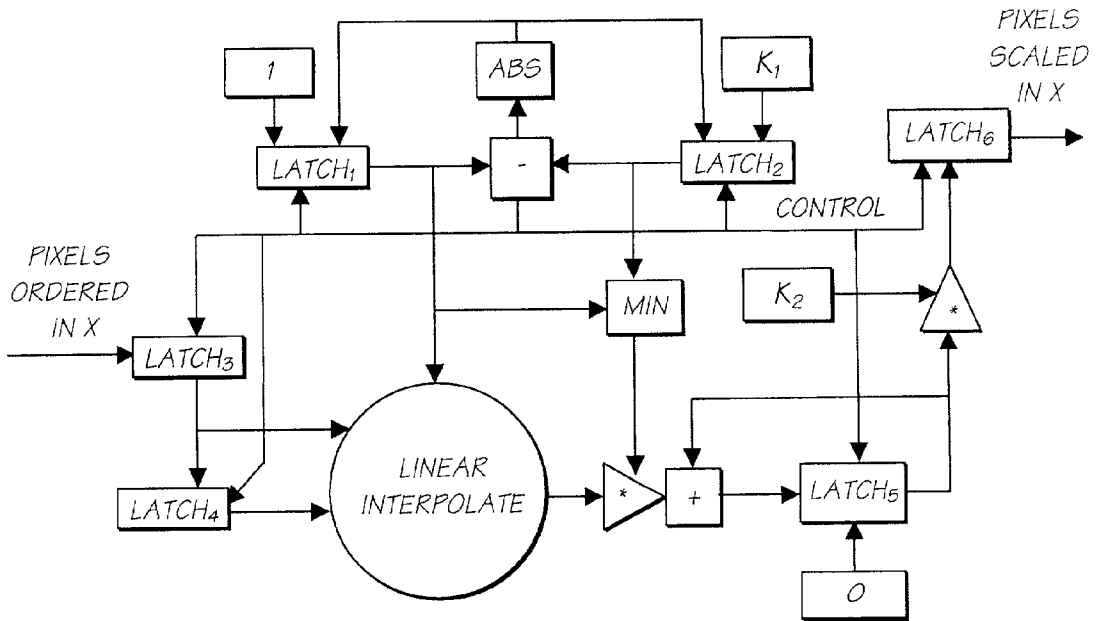 PIXELS
SCALED
IN X
1
ABS
K₁
LATCH₁
-
LATCH₂
LATCH₆
CONTROL
PIXELS
ORDERED
IN X
MIN
K₂
*
LATCH₃
LINEAR
INTERPOLATE
LATCH₄
*
+
LATCH₅
0